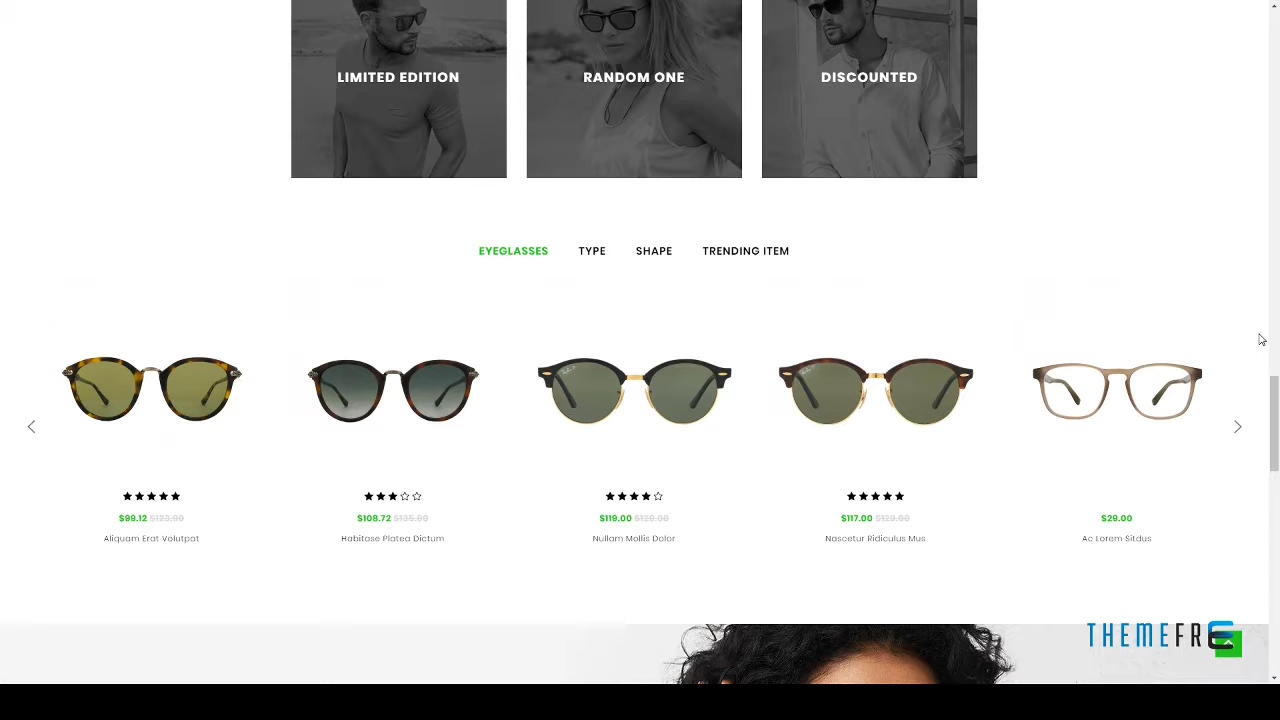 LIMITED EDITION
RANDOM ONE
DISCOUNTED
EYEGLASSES TYPE SHAPE TRENDING ITEM
$99.12 $123.90
Aliquam Erat Volutpat
$108.72 $135.90
Habitase Platea Dictum
$119.00 $129.00
Nullam Mollis Dolor
$117.00 $129.00
Nascetur Ridiculus Mus
$29.00
Ac Lorem Sitdus
THEMEFRE